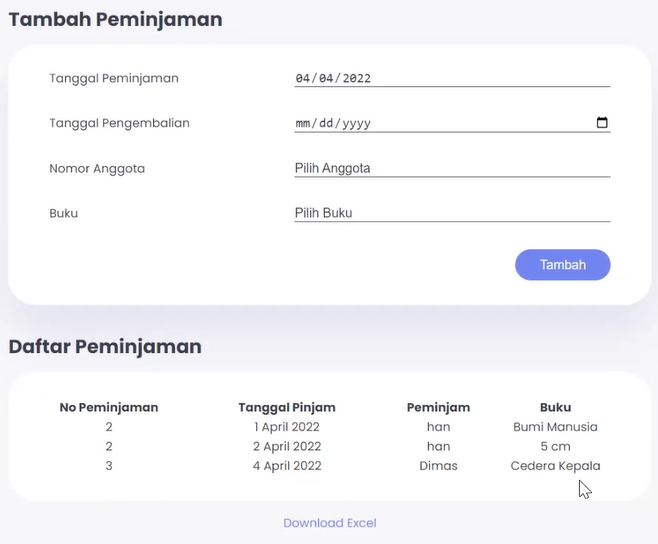 Tambah Peminjaman
Tanggal Peminjaman 04/04/2022
Tanggal Pengembalian mm/dd/yyyy
Nomor Anggota Pilih Anggota
Buku Pilih Buku
Tambah
Daftar Peminjaman
No Peminjaman Tanggal Pinjam Peminjam Buku
2 1 April 2022 han Bumi Manusia
2 2 April 2022 han 5 cm
3 4 April 2022 Dimas Cedera Kepala
Download Excel